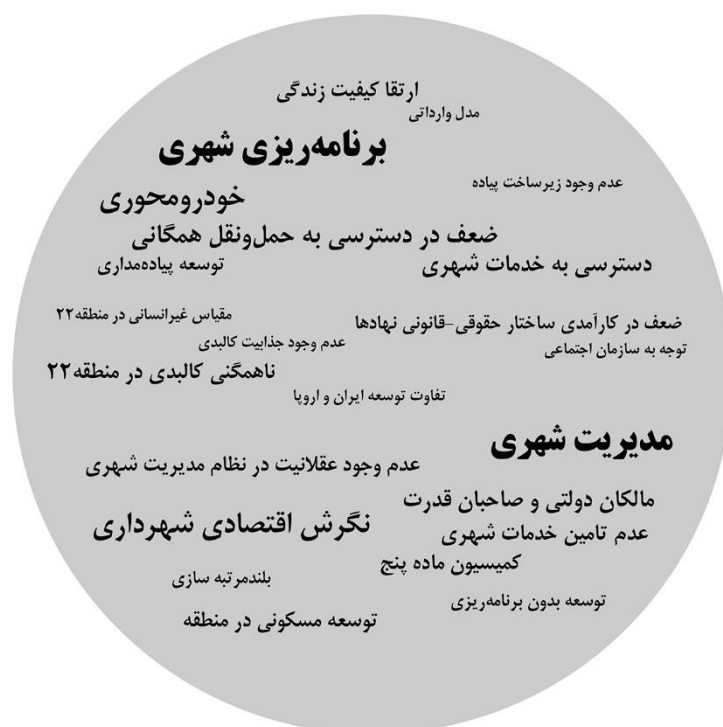 ارتقا کیفیت زندگی
مدل وارداتی
برنامه‌ریزی شهری
عدم وجود زیرساخت پیاده
خودرومحوری
ضعف در دسترسی به حمل‌ونقل همگانی
دسترسی به خدمات شهری
توسعه پیاده‌مداری
مقیاس غیرانسانی در منطقه۲۲
ضعف در کارآمدی ساختار حقوقی-قانونی نهادها
عدم وجود جذابیت کالبدی
توجه به سازمان اجتماعی
ناهمگنی کالبدی در منطقه۲۲
تفاوت توسعه ایران و اروپا
مدیریت شهری
عدم وجود عقلانیت در نظام مدیریت شهری
مالکان دولتی و صاحبان قدرت
نگرش اقتصادی شهرداری
عدم تامین خدمات شهری
کمیسیون ماده پنج
بلندمرتبه سازی
توسعه بدون برنامه‌ریزی
توسعه مسکونی در منطقه